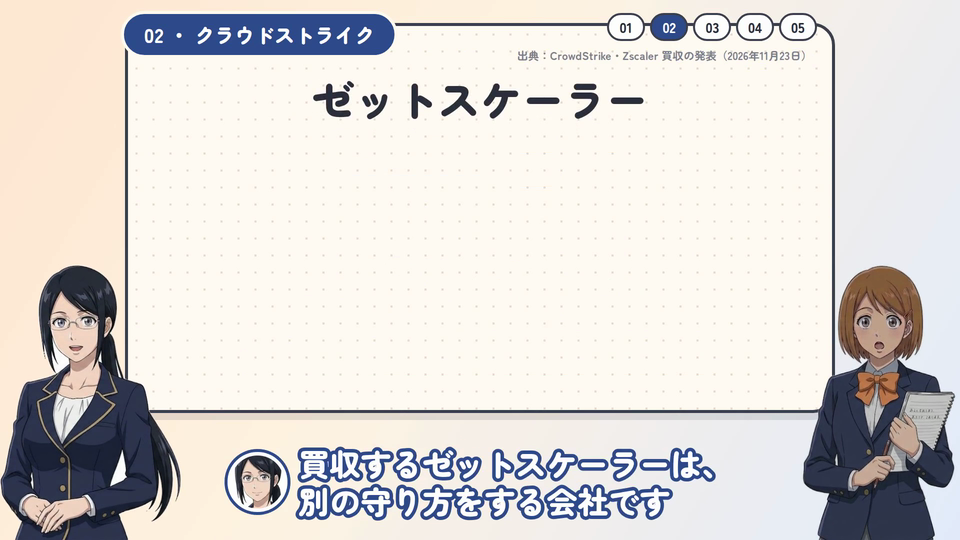 02 ・ クラウドストライク
01 02 03 04 05
出典：CrowdStrike・Zscaler 買収の発表（2026年11月23日）
ゼットスケーラー
買収するゼットスケーラーは、
別の守り方をする会社です